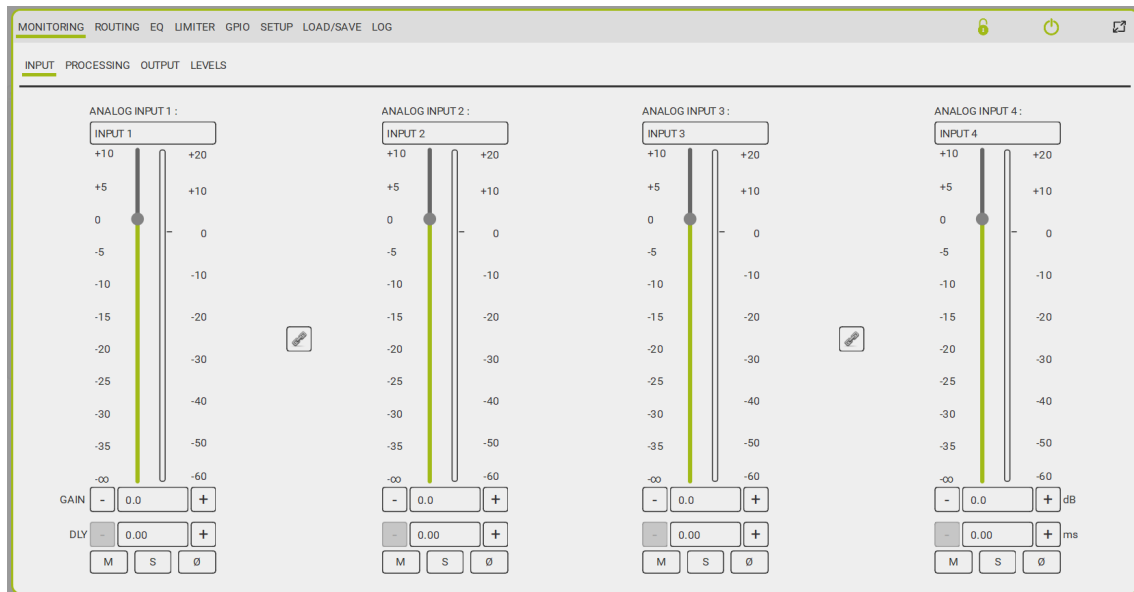 MONITORING ROUTING EQ LIMITER GPIO SETUP LOAD/SAVE LOG
INPUT PROCESSING OUTPUT LEVELS
ANALOG INPUT 1 : ANALOG INPUT 2 : ANALOG INPUT 3 : ANALOG INPUT 4 :
INPUT 1 INPUT 2 INPUT 3 INPUT 4
+10 +20 +10 +20 +10 +20 +10 +20
+5 +10 +5 +10 +5 +10 +5 +10
0 0 0 0 0 0 0 0
-5 -5 -5 -5
-10 -10 -10 -10 -10 -10 -10 -10
-15 -20 -15 -20 -15 -20 -15 -20
-20 -30 -20 -30 -20 -30 -20 -30
-25 -40 -25 -40 -25 -40 -25 -40
-30 -30 -30 -30
-35 -50 -35 -50 -35 -50 -35 -50
-∞ -60 -∞ -60 -∞ -60 -∞ -60
GAIN - 0.0 + - 0.0 + - 0.0 + - 0.0 + dB
DLY - 0.00 + - 0.00 + - 0.00 + - 0.00 + ms
M S Ø M S Ø M S Ø M S Ø